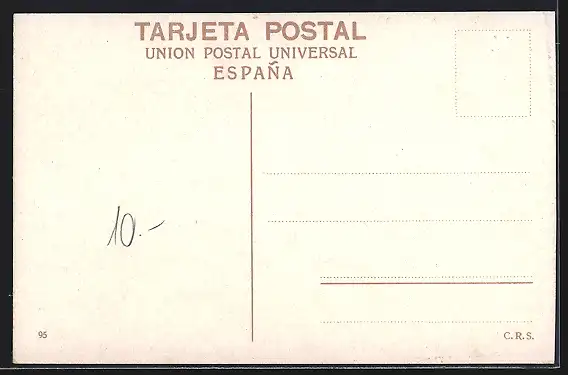 TARJETA POSTAL
UNION POSTAL UNIVERSAL
ESPAÑA
10.-
95
C.R.S.